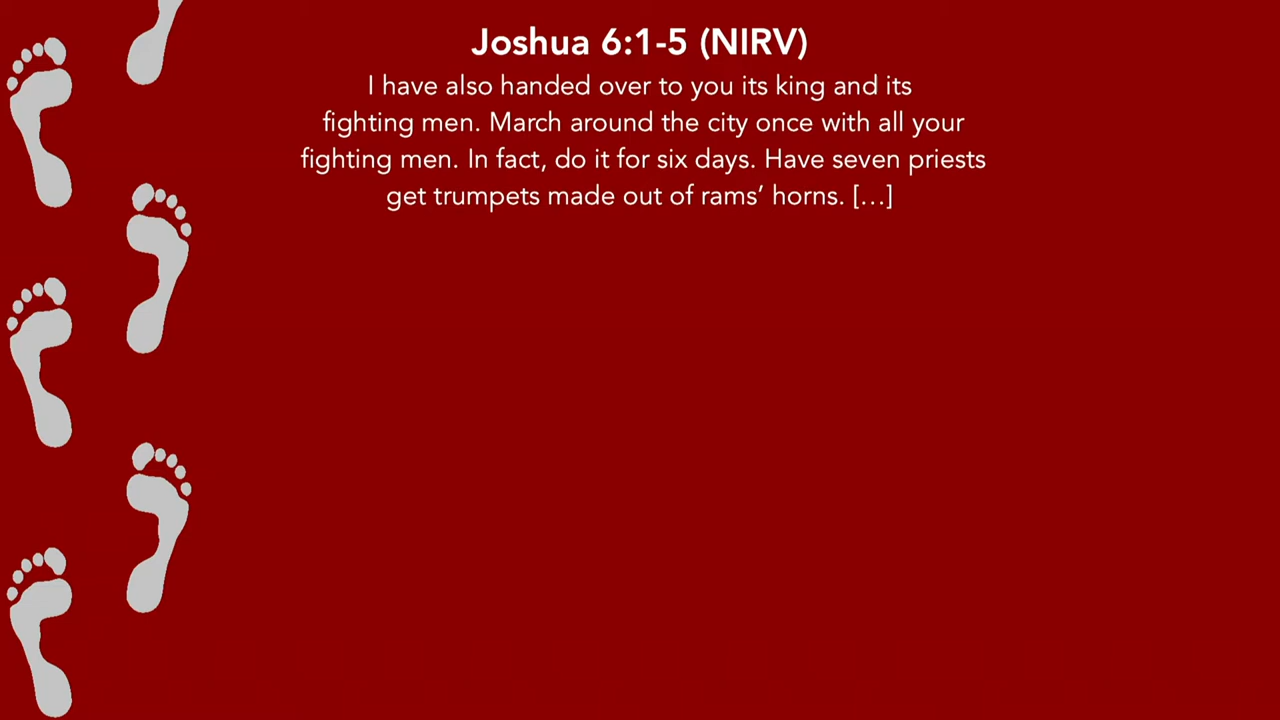 Joshua 6:1-5 (NIRV)
I have also handed over to you its king and its
fighting men. March around the city once with all your
fighting men. In fact, do it for six days. Have seven priests
get trumpets made out of rams’ horns. […]